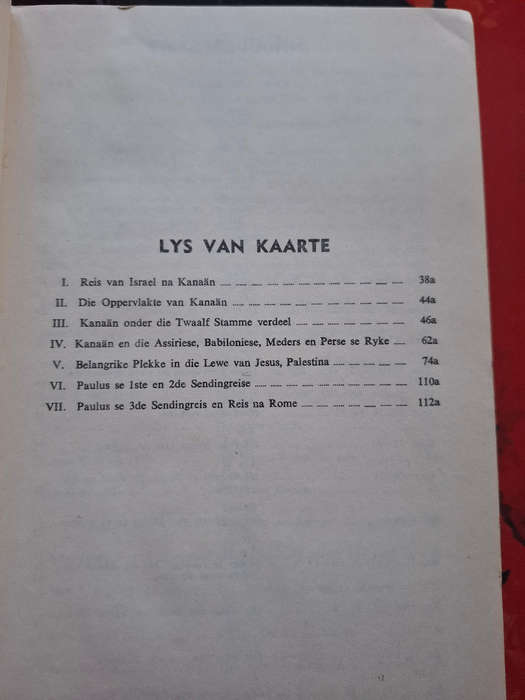 LYS VAN KAARTE
I. Reis van Israel na Kanaän 38a
II. Die Oppervlakte van Kanaän 44a
III. Kanaän onder die Twaalf Stamme verdeel 46a
IV. Kanaän en die Assiriese, Babiloniese, Meders en Perse se Ryke 62a
V. Belangrike Plekke in die Lewe van Jesus, Palestina 74a
VI. Paulus se 1ste en 2de Sendingreise 110a
VII. Paulus se 3de Sendingreis en Reis na Rome 112a